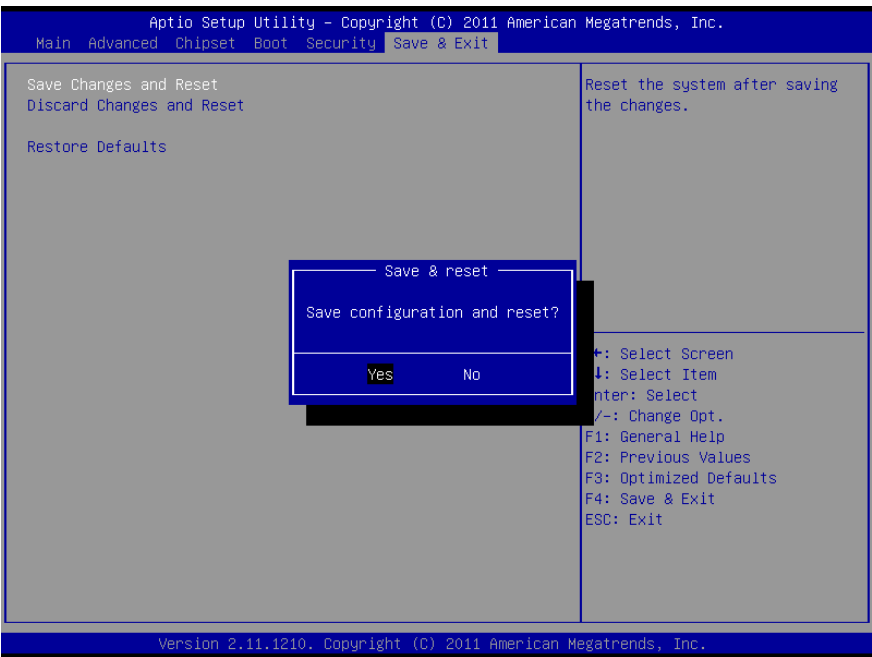 Aptio Setup Utility – Copyright (C) 2011 American Megatrends, Inc.
Main Advanced Chipset Boot Security Save & Exit
Save Changes and Reset
Discard Changes and Reset
Restore Defaults
Reset the system after saving
the changes.
Save & reset
Save configuration and reset?
Yes No
←: Select Screen
↓: Select Item
nter: Select
/–: Change Opt.
F1: General Help
F2: Previous Values
F3: Optimized Defaults
F4: Save & Exit
ESC: Exit
Version 2.11.1210. Copyright (C) 2011 American Megatrends, Inc.